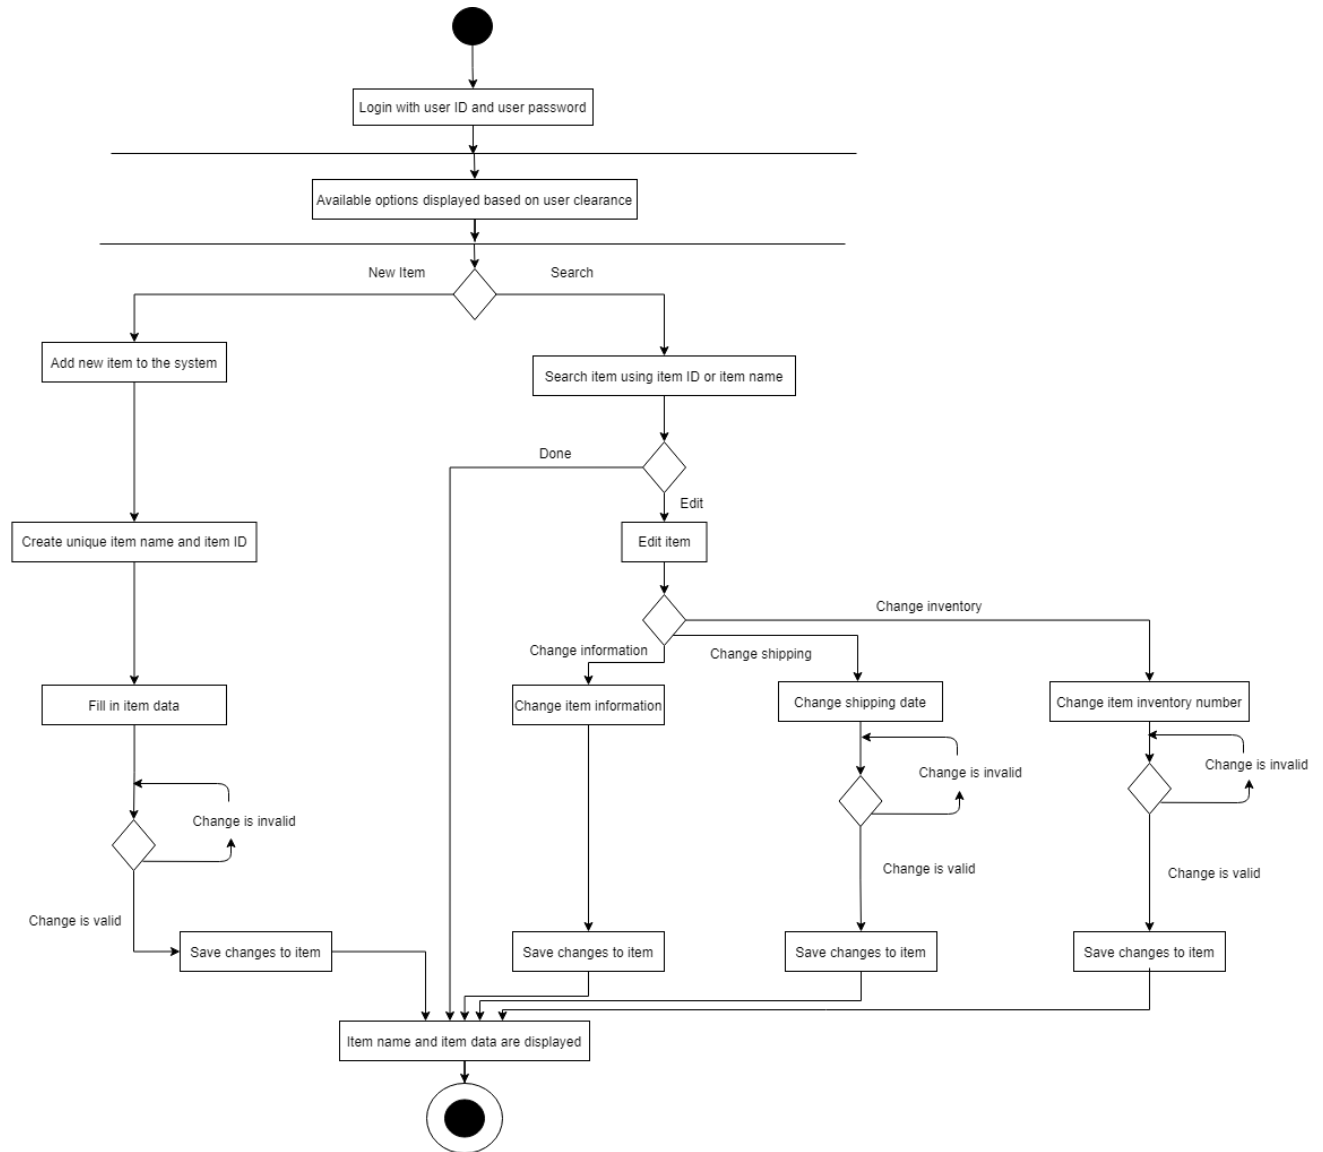 Login with user ID and user password
Available options displayed based on user clearance
New Item
Search
Add new item to the system
Search item using item ID or item name
Done
Edit
Create unique item name and item ID
Edit item
Change inventory
Change information
Change shipping
Fill in item data
Change item information
Change shipping date
Change item inventory number
Change is invalid
Change is invalid
Change is invalid
Change is valid
Change is valid
Change is valid
Save changes to item
Save changes to item
Save changes to item
Save changes to item
Item name and item data are displayed